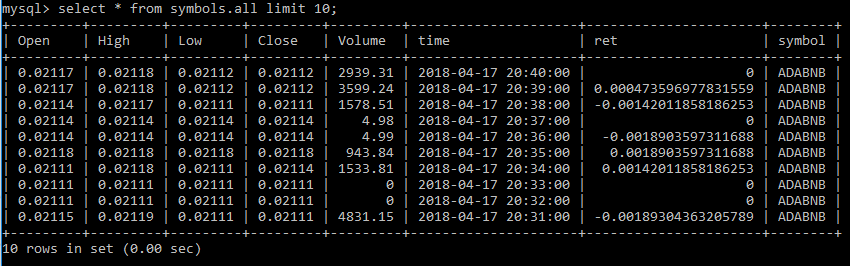 mysql> select * from symbols.all limit 10;
+---------+---------+---------+---------+---------+---------------------+----------------------+--------+
| Open    | High    | Low     | Close   | Volume  | time                | ret                  | symbol |
+---------+---------+---------+---------+---------+---------------------+----------------------+--------+
| 0.02117 | 0.02118 | 0.02112 | 0.02112 | 2939.31 | 2018-04-17 20:40:00 |                    0 | ADABNB |
| 0.02117 | 0.02118 | 0.02112 | 0.02112 | 3599.24 | 2018-04-17 20:39:00 | 0.000473596977831559 | ADABNB |
| 0.02114 | 0.02117 | 0.02111 | 0.02111 | 1578.51 | 2018-04-17 20:38:00 | -0.00142011858186253 | ADABNB |
| 0.02114 | 0.02114 | 0.02114 | 0.02114 |    4.98 | 2018-04-17 20:37:00 |                    0 | ADABNB |
| 0.02114 | 0.02114 | 0.02114 | 0.02114 |    4.99 | 2018-04-17 20:36:00 |  -0.0018903597311688 | ADABNB |
| 0.02118 | 0.02118 | 0.02118 | 0.02118 |  943.84 | 2018-04-17 20:35:00 |   0.0018903597311688 | ADABNB |
| 0.02111 | 0.02118 | 0.02111 | 0.02114 | 1533.81 | 2018-04-17 20:34:00 |  0.00142011858186253 | ADABNB |
| 0.02111 | 0.02111 | 0.02111 | 0.02111 |       0 | 2018-04-17 20:33:00 |                    0 | ADABNB |
| 0.02111 | 0.02111 | 0.02111 | 0.02111 |       0 | 2018-04-17 20:32:00 |                    0 | ADABNB |
| 0.02115 | 0.02119 | 0.02111 | 0.02111 | 4831.15 | 2018-04-17 20:31:00 | -0.00189304363205789 | ADABNB |
+---------+---------+---------+---------+---------+---------------------+----------------------+--------+
10 rows in set (0.00 sec)